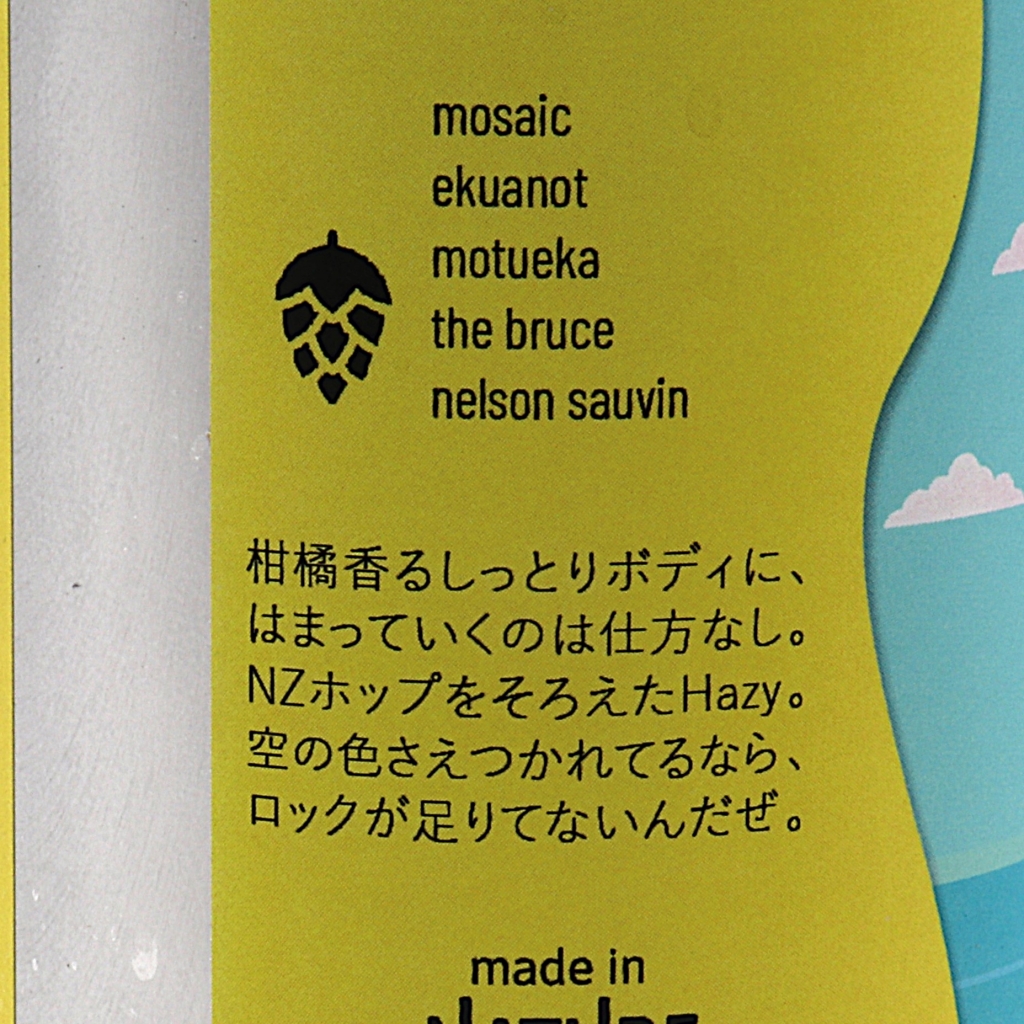 mosaic
ekuanot
motueka
the bruce
nelson sauvin
柑橘香るしっとりボディに、
はまっていくのは仕方なし。
NZホップをそろえたHazy。
空の色さえつかれてるなら、
ロックが足りてないんだぜ。
made in